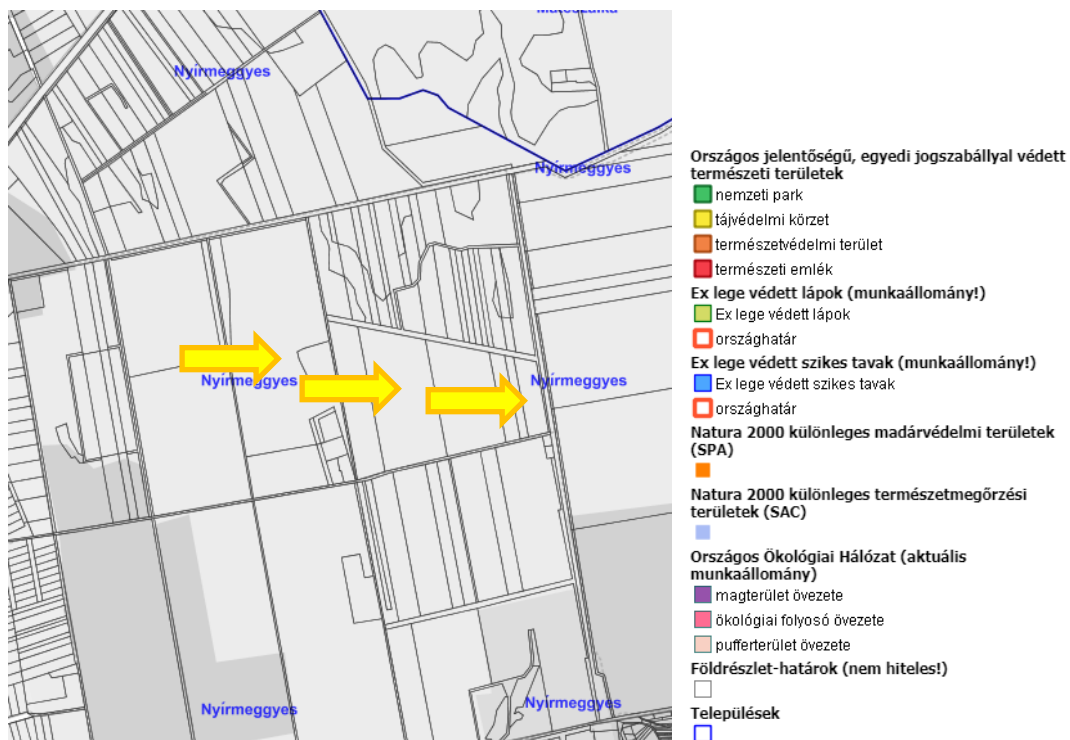 Mátészalka
Nyírmeggyes
Nyírmeggyes
Nyírmeggyes
Nyírmeggyes
Nyírmeggyes
Nyírmeggyes
Országos jelentőségű, egyedi jogszabállyal védett
természeti területek
nemzeti park
tájvédelmi körzet
természetvédelmi terület
természeti emlék
Ex lege védett lápok (munkaállomány!)
Ex lege védett lápok
országhatár
Ex lege védett szikes tavak (munkaállomány!)
Ex lege védett szikes tavak
országhatár
Natura 2000 különleges madárvédelmi területek
(SPA)
Natura 2000 különleges természetmegőrzési
területek (SAC)
Országos Ökológiai Hálózat (aktuális
munkaállomány)
magterület övezete
ökológiai folyosó övezete
pufferterület övezete
Földrészlet-határok (nem hiteles!)
Települések